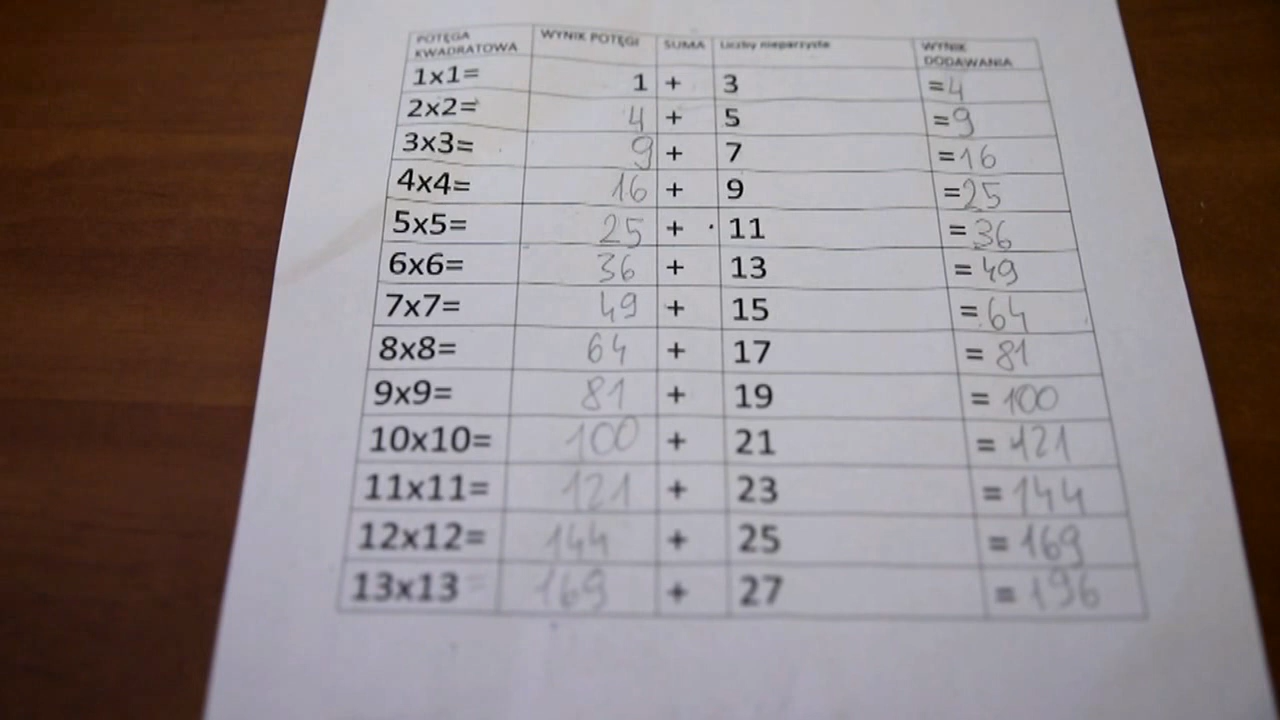 POTĘGA KWADRATOWA WYNIK POTĘGI SUMA Liczby nieparzyste WYNIK DODAWANIA
1x1= 1 + 3 =4
2x2= 4 + 5 =9
3x3= 9 + 7 =16
4x4= 16 + 9 =25
5x5= 25 + 11 =36
6x6= 36 + 13 =49
7x7= 49 + 15 =64
8x8= 64 + 17 =81
9x9= 81 + 19 =100
10x10= 100 + 21 =121
11x11= 121 + 23 =144
12x12= 144 + 25 =169
13x13 = 169 + 27 =196